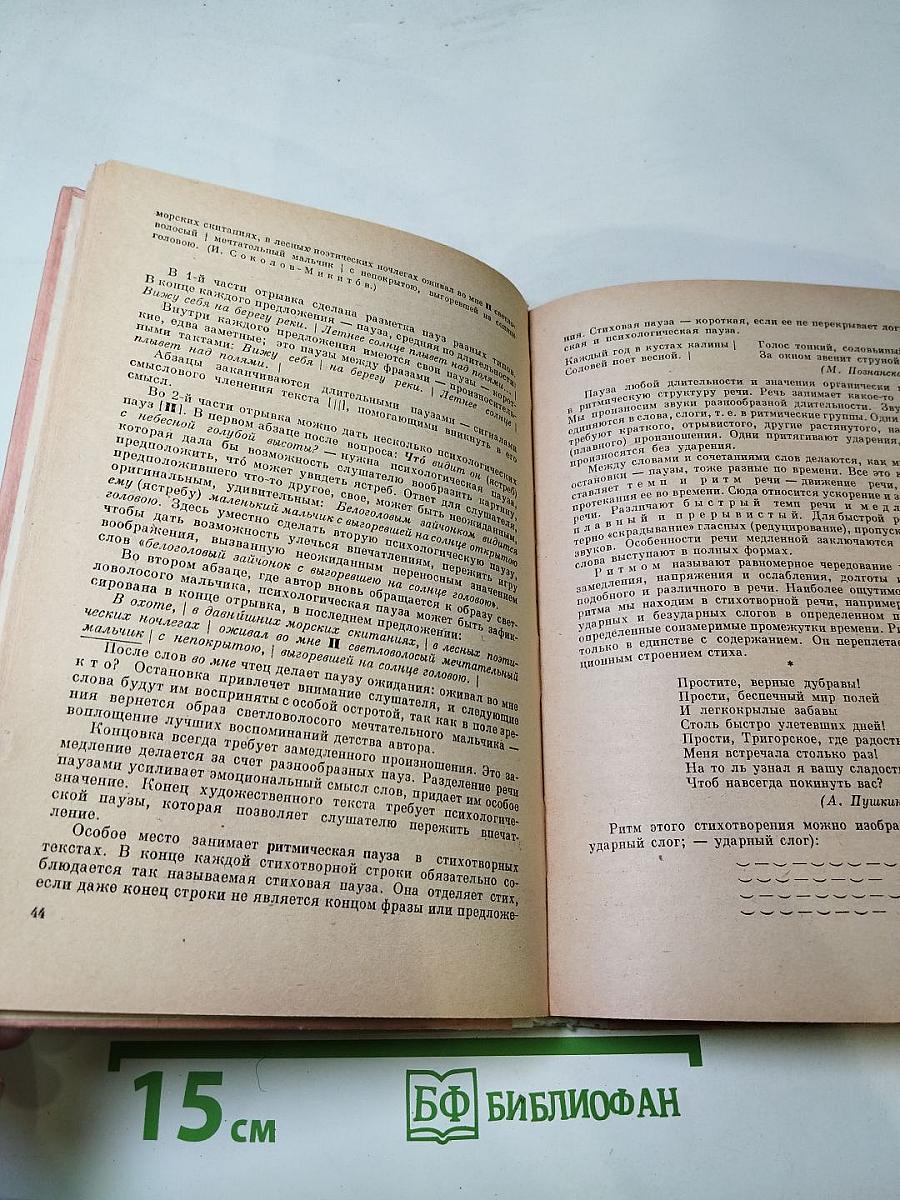 морских скитаниях, в лесных поэтических ночлегах оживал во мне II светло-
волосый | мечтательный мальчик | с непокрытою, выгоревшей на солнце
головою. (И. Соколов-Микитов.)
В 1-й части отрывка сделана разметка пауз разных типов.
В конце каждого предложения — пауза, средняя по длительности:
Вижу себя на берегу реки. | Летнее солнце плывет над полями.
Внутри каждого предложения имеются свои паузы — корот-
кие, едва заметные; это паузы между фразами — произноситель-
ными тактами: Вижу себя | на берегу реки. | Летнее солнце |
плывет над полями. |
Абзацы заканчиваются длительными паузами — сигналами
смыслового членения текста [||], помогающими вникнуть в его
смысл.
Во 2-й части отрывка можно дать несколько психологических
пауз [II]. В первом абзаце после вопроса: Чтó видит он (ястреб)
с небесной голубой высоты? — нужна психологическая пауза,
которая дала бы возможность слушателю вообразить картину,
предположить, чтó может увидеть ястреб. Ответ для слушателя,
предположившего что-то другое, свое, может быть неожиданным,
оригинальным, удивительным: Белоголовым зайчонком видится
ему (ястребу) маленький мальчик с выгоревшей на солнце открытою
головою. Здесь уместно сделать вторую психологическую паузу,
чтобы дать возможность улечься впечатлениям, пережить игру
воображения, вызванную неожиданным переносным значением
слов «белоголовый зайчонок с выгоревшею на солнце головою».
Во втором абзаце, где автор вновь обращается к образу свет-
ловолосого мальчика, психологическая пауза может быть зафик-
сирована в конце отрывка, в последнем предложении:
В охоте, | в давнишних морских скитаниях, | в лесных поэти-
ческих ночлегах | оживал во мне II светловолосый мечтательный
мальчик | с непокрытою, | выгоревшей на солнце головою. |
После слов во мне чтец делает паузу ожидания: оживал во мне
кто? Остановка привлечет внимание слушателя, и следующие
слова будут им восприняты с особой остротой, так как в поле зре-
ния вернется образ светловолосого мечтательного мальчика —
воплощение лучших воспоминаний детства автора.
Концовка всегда требует замедленного произношения. Это за-
медление делается за счет разнообразных пауз. Разделение речи
паузами усиливает эмоциональный смысл слов, придает им особое
значение. Конец художественного текста требует психологиче-
ской паузы, которая позволяет слушателю пережить впечат-
ление.
Особое место занимает ритмическая пауза в стихотворных
текстах. В конце каждой стихотворной строки обязательно со-
блюдается так называемая стиховая пауза. Она отделяет стих,
если даже конец строки не является концом фразы или предложе-
44
ния. Стиховая пауза — короткая, если ее не перекрывает
ская и психологическая пауза.
Каждый год в кустах калины | Голос тонкий, соловьиный
Соловей поет весной. | За окном звенит струной
(М. Познанск
Пауза любой длительности и значения органически
в ритмическую структуру речи. Речь занимает какое-то
Мы произносим звуки разнообразной длительности.
единяются в слова, слоги, т. е. в ритмические группы. Одни
требуют краткого, отрывистого, другие растянутого,
(плавного) произношения. Одни притягивают ударения,
произносятся без ударения.
Между словами и сочетаниями слов делаются, как
остановки — паузы, тоже разные по времени. Все это
ставляет темп и ритм речи — движение речи,
протекания ее во времени. Сюда относится ускорение и
речи. Различают быстрый темп речи и медл
плавный и прерывистый. Для быстрой
терно «скрадывание» гласных (редуцирование), пропуск
звуков. Особенности речи медленной заключаются
слова выступают в полных формах.
Ритмом называют равномерное чередование
замедления, напряжения и ослабления, долготы и
подобного и различного в речи. Наиболее ощутимо
ритма мы находим в стихотворной речи, например
ударных и безударных слогов в определенном
определенные соизмеримые промежутки времени.
только в единстве с содержанием. Он переплетае
ционным строением стиха.
*
Простите, верные дубравы!
Прости, беспечный мир полей
И легкокрылые забавы
Столь быстро улетевших дней!
Прости, Тригорское, где радость
Меня встречала столько раз!
На то ль узнал я вашу сладость
Чтоб навсегда покинуть вас?
(А. Пушкин
Ритм этого стихотворения можно изобра
ударный слог; — ударный слог):
15 см
БФ БИБЛИОФАН